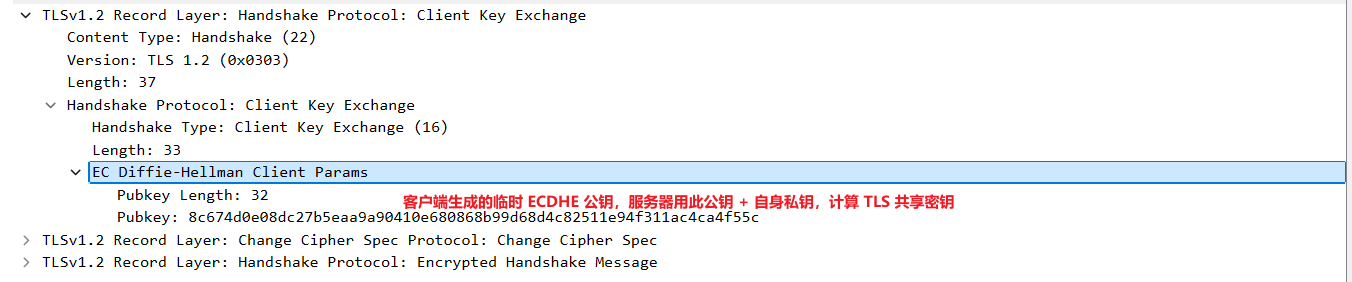 TLSv1.2 Record Layer: Handshake Protocol: Client Key Exchange
Content Type: Handshake (22)
Version: TLS 1.2 (0x0303)
Length: 37
Handshake Protocol: Client Key Exchange
Handshake Type: Client Key Exchange (16)
Length: 33
EC Diffie-Hellman Client Params
Pubkey Length: 32
客户端生成的临时 ECDHE 公钥，服务器用此公钥 + 自身私钥，计算 TLS 共享密钥
Pubkey: 8c674d0e08dc27b5eaa9a90410e680868b99d68d4c82511e94f311ac4ca4f55c
TLSv1.2 Record Layer: Change Cipher Spec Protocol: Change Cipher Spec
TLSv1.2 Record Layer: Handshake Protocol: Encrypted Handshake Message